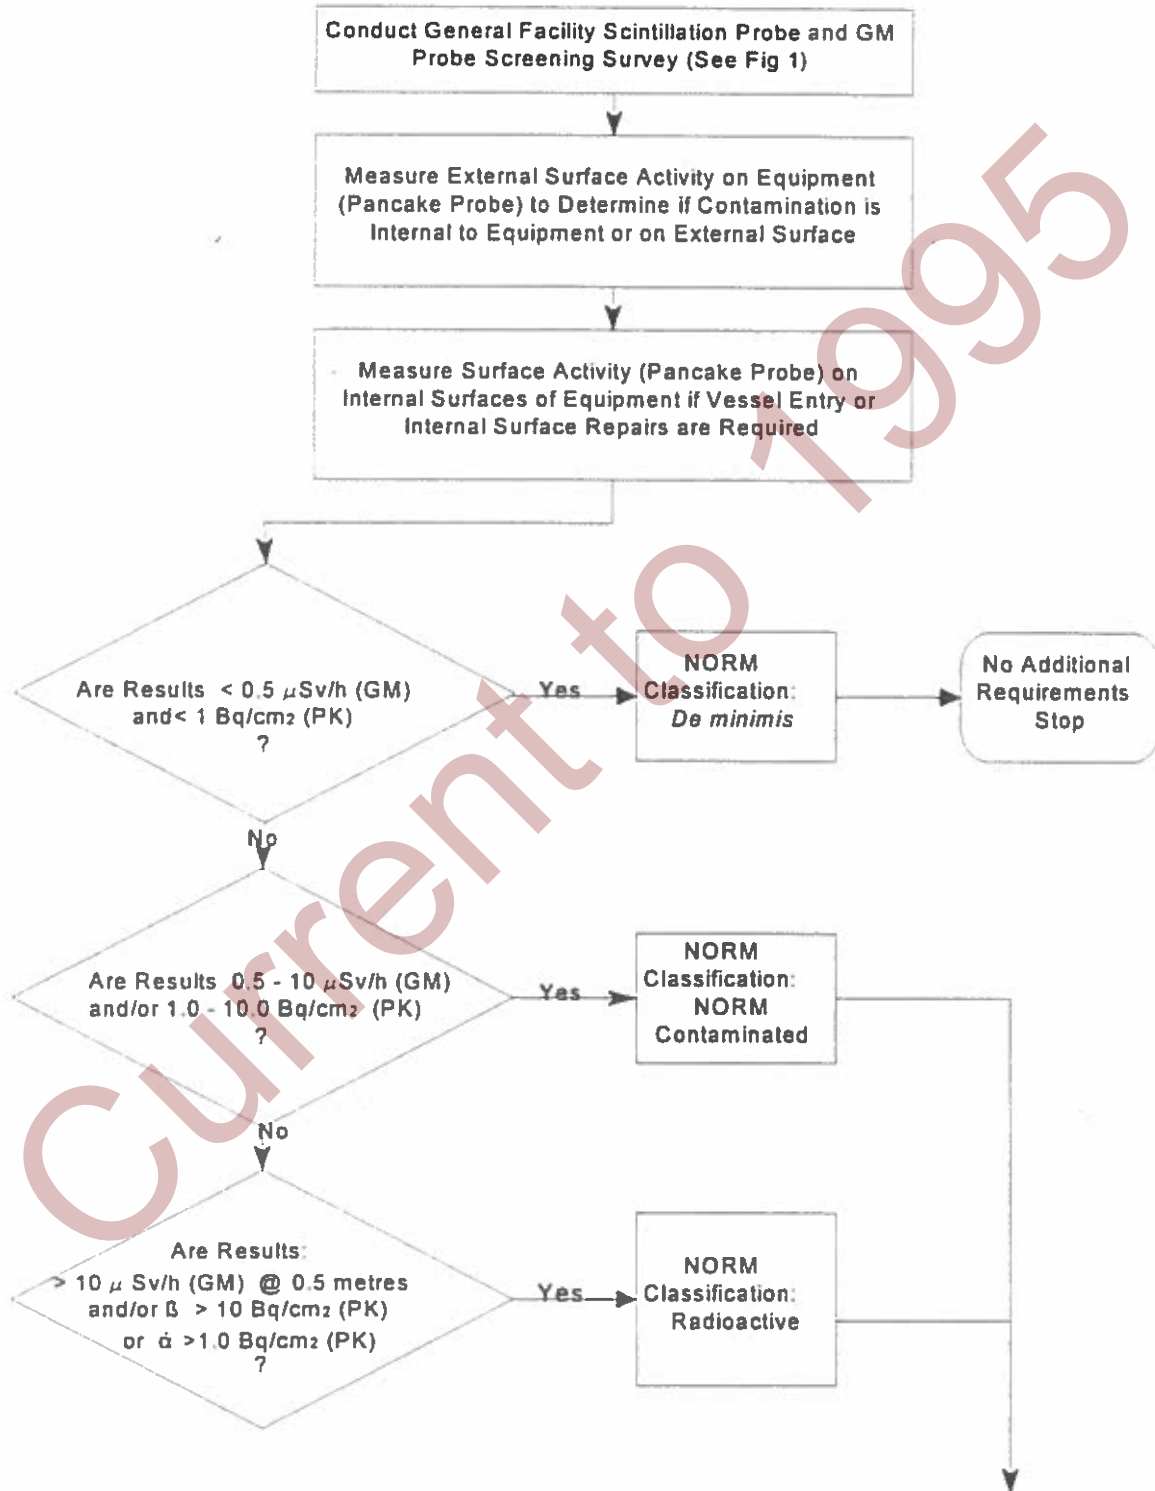 Conduct General Facility Scintillation Probe and GM
Probe Screening Survey (See Fig 1)
Measure External Surface Activity on Equipment
(Pancake Probe) to Determine if Contamination is
Internal to Equipment or on External Surface
Measure Surface Activity (Pancake Probe) on
Internal Surfaces of Equipment if Vessel Entry or
Internal Surface Repairs are Required
Are Results < 0.5 μSv/h (GM)
and< 1 Bq/cm2 (PK)
?
Yes
NORM
Classification:
De minimis
No Additional
Requirements
Stop
No
Are Results 0.5 - 10 μSv/h (GM)
and/or 1.0 - 10.0 Bq/cm2 (PK)
?
Yes
NORM
Classification:
NORM
Contaminated
No
Are Results:
> 10 μ Sv/h (GM) @ 0.5 metres
and/or ß > 10 Bq/cm2 (PK)
or ά >1.0 Bq/cm2 (PK)
?
Yes
NORM
Classification:
Radioactive
Current to 1995